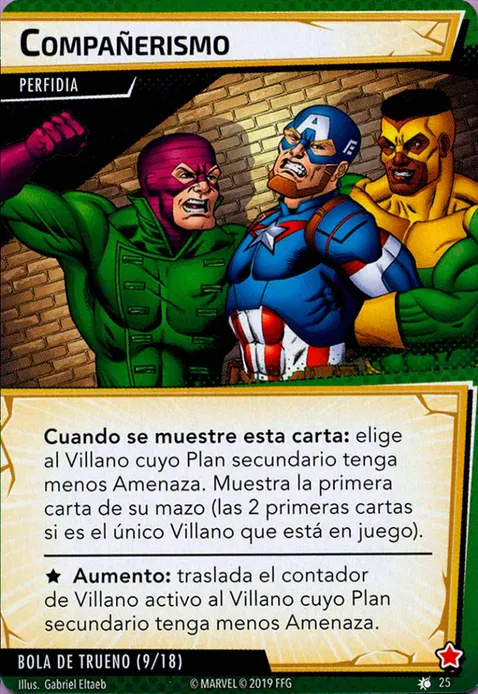 COMPAÑERISMO
PERFIDIA
A
Cuando se muestre esta carta: elige
al Villano cuyo Plan secundario tenga
menos Amenaza. Muestra la primera
carta de su mazo (las 2 primeras cartas
si es el único Villano que está en juego).
★ Aumento: traslada el contador
de Villano activo al Villano cuyo Plan
secundario tenga menos Amenaza.
BOLA DE TRUENO (9/18)
Illus. Gabriel Eltaeb
© MARVEL © 2019 FFG
25